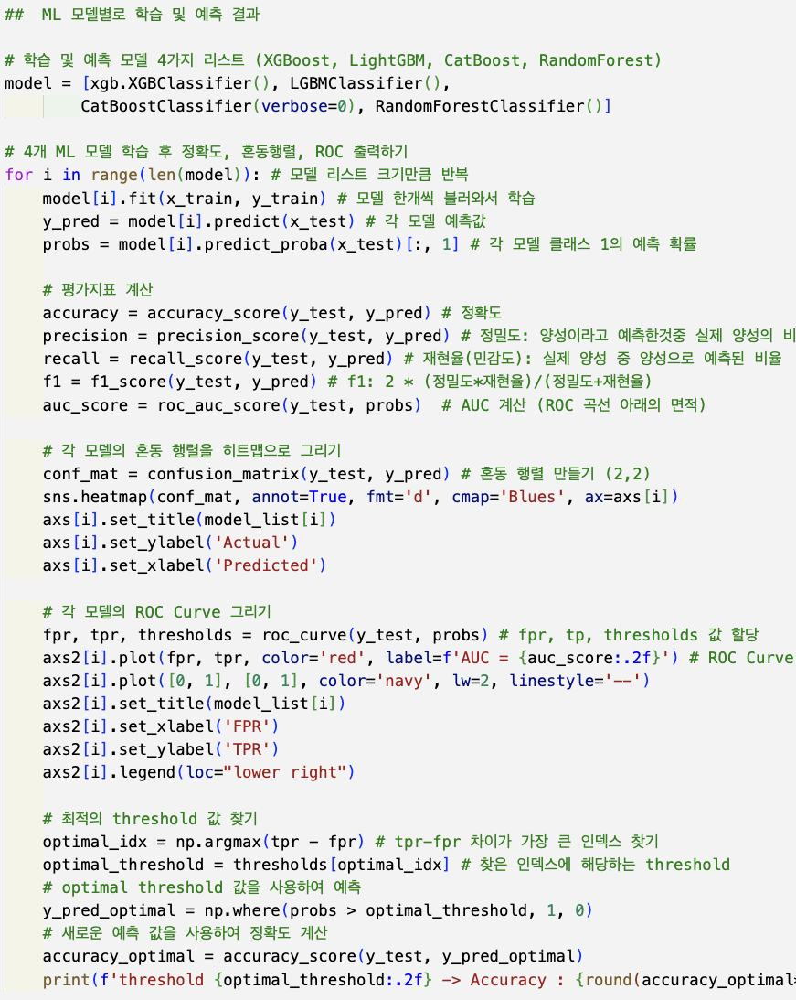 ##  ML 모델별로 학습 및 예측 결과
# 학습 및 예측 모델 4가지 리스트 (XGBoost, LightGBM, CatBoost, RandomForest)
model = [xgb.XGBClassifier(), LGBMClassifier(),
        CatBoostClassifier(verbose=0), RandomForestClassifier()]
# 4개 ML 모델 학습 후 정확도, 혼동행렬, ROC 출력하기
for i in range(len(model)): # 모델 리스트 크기만큼 반복
    model[i].fit(x_train, y_train) # 모델 한개씩 불러와서 학습
    y_pred = model[i].predict(x_test) # 각 모델 예측값
    probs = model[i].predict_proba(x_test)[:, 1] # 각 모델 클래스 1의 예측 확률
    # 평가지표 계산
    accuracy = accuracy_score(y_test, y_pred) # 정확도
    precision = precision_score(y_test, y_pred) # 정밀도: 양성이라고 예측한것중 실제 양성의 비
    recall = recall_score(y_test, y_pred) # 재현율(민감도): 실제 양성 중 양성으로 예측된 비율
    f1 = f1_score(y_test, y_pred) # f1: 2 * (정밀도*재현율)/(정밀도+재현율)
    auc_score = roc_auc_score(y_test, probs)  # AUC 계산 (ROC 곡선 아래의 면적)
    # 각 모델의 혼동 행렬을 히트맵으로 그리기
    conf_mat = confusion_matrix(y_test, y_pred) # 혼동 행렬 만들기 (2,2)
    sns.heatmap(conf_mat, annot=True, fmt='d', cmap='Blues', ax=axs[i])
    axs[i].set_title(model_list[i])
    axs[i].set_ylabel('Actual')
    axs[i].set_xlabel('Predicted')
    # 각 모델의 ROC Curve 그리기
    fpr, tpr, thresholds = roc_curve(y_test, probs) # fpr, tp, thresholds 값 할당
    axs2[i].plot(fpr, tpr, color='red', label=f'AUC = {auc_score:.2f}') # ROC Curve
    axs2[i].plot([0, 1], [0, 1], color='navy', lw=2, linestyle='--')
    axs2[i].set_title(model_list[i])
    axs2[i].set_xlabel('FPR')
    axs2[i].set_ylabel('TPR')
    axs2[i].legend(loc="lower right")
    # 최적의 threshold 값 찾기
    optimal_idx = np.argmax(tpr - fpr) # tpr-fpr 차이가 가장 큰 인덱스 찾기
    optimal_threshold = thresholds[optimal_idx] # 찾은 인덱스에 해당하는 threshold
    # optimal threshold 값을 사용하여 예측
    y_pred_optimal = np.where(probs > optimal_threshold, 1, 0)
    # 새로운 예측 값을 사용하여 정확도 계산
    accuracy_optimal = accuracy_score(y_test, y_pred_optimal)
    print(f'threshold {optimal_threshold:.2f} -> Accuracy : {round(accuracy_optimal